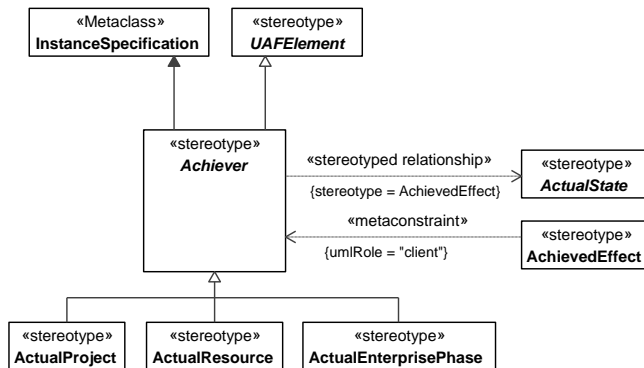 «Metaclass»
InstanceSpecification
«stereotype»
UAFElement
«stereotype»
Achiever
«stereotyped relationship»
{stereotype = AchievedEffect}
«stereotype»
ActualState
«metaconstraint»
{umlRole = "client"}
«stereotype»
AchievedEffect
«stereotype»
ActualProject
«stereotype»
ActualResource
«stereotype»
ActualEnterprisePhase